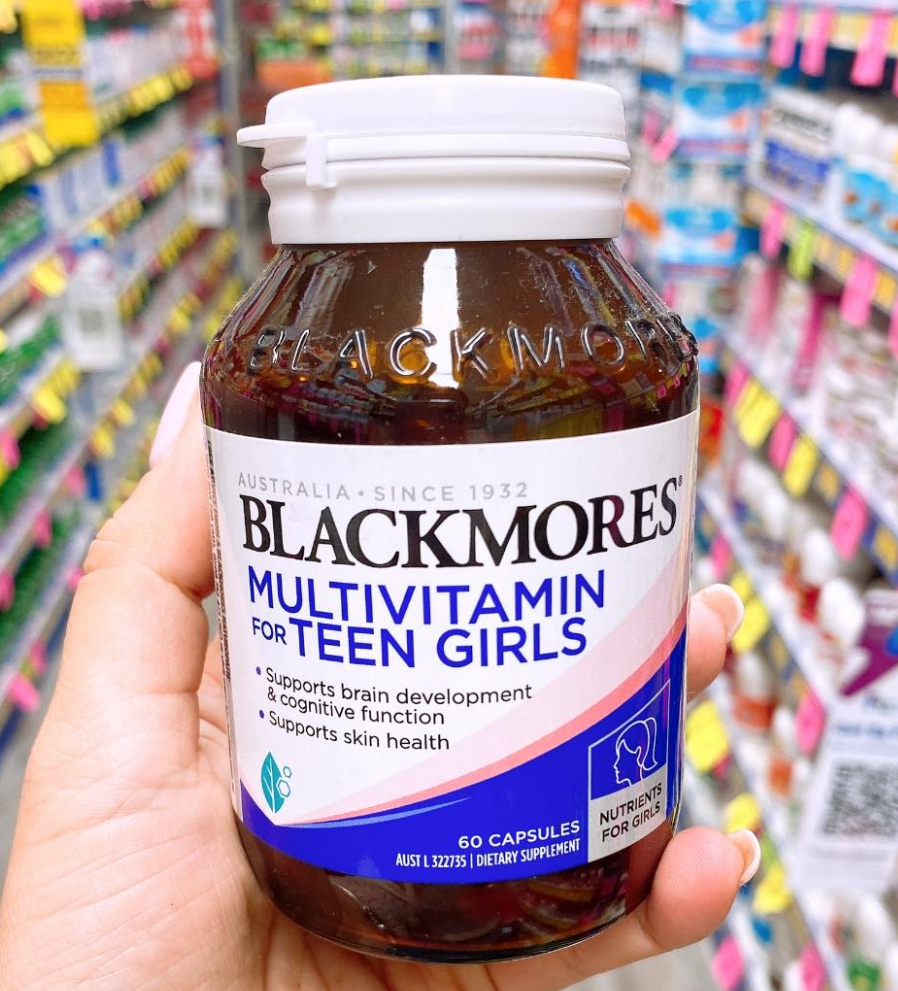 BLACKMOR
AUSTRALIA • SINCE 1932
BLACKMORES®
MULTIVITAMIN
FOR TEEN GIRLS
• Supports brain development
& cognitive function
• Supports skin health
60 CAPSULES
AUST L 322735 | DIETARY SUPPLEMENT
NUTRIENTS
FOR GIRLS